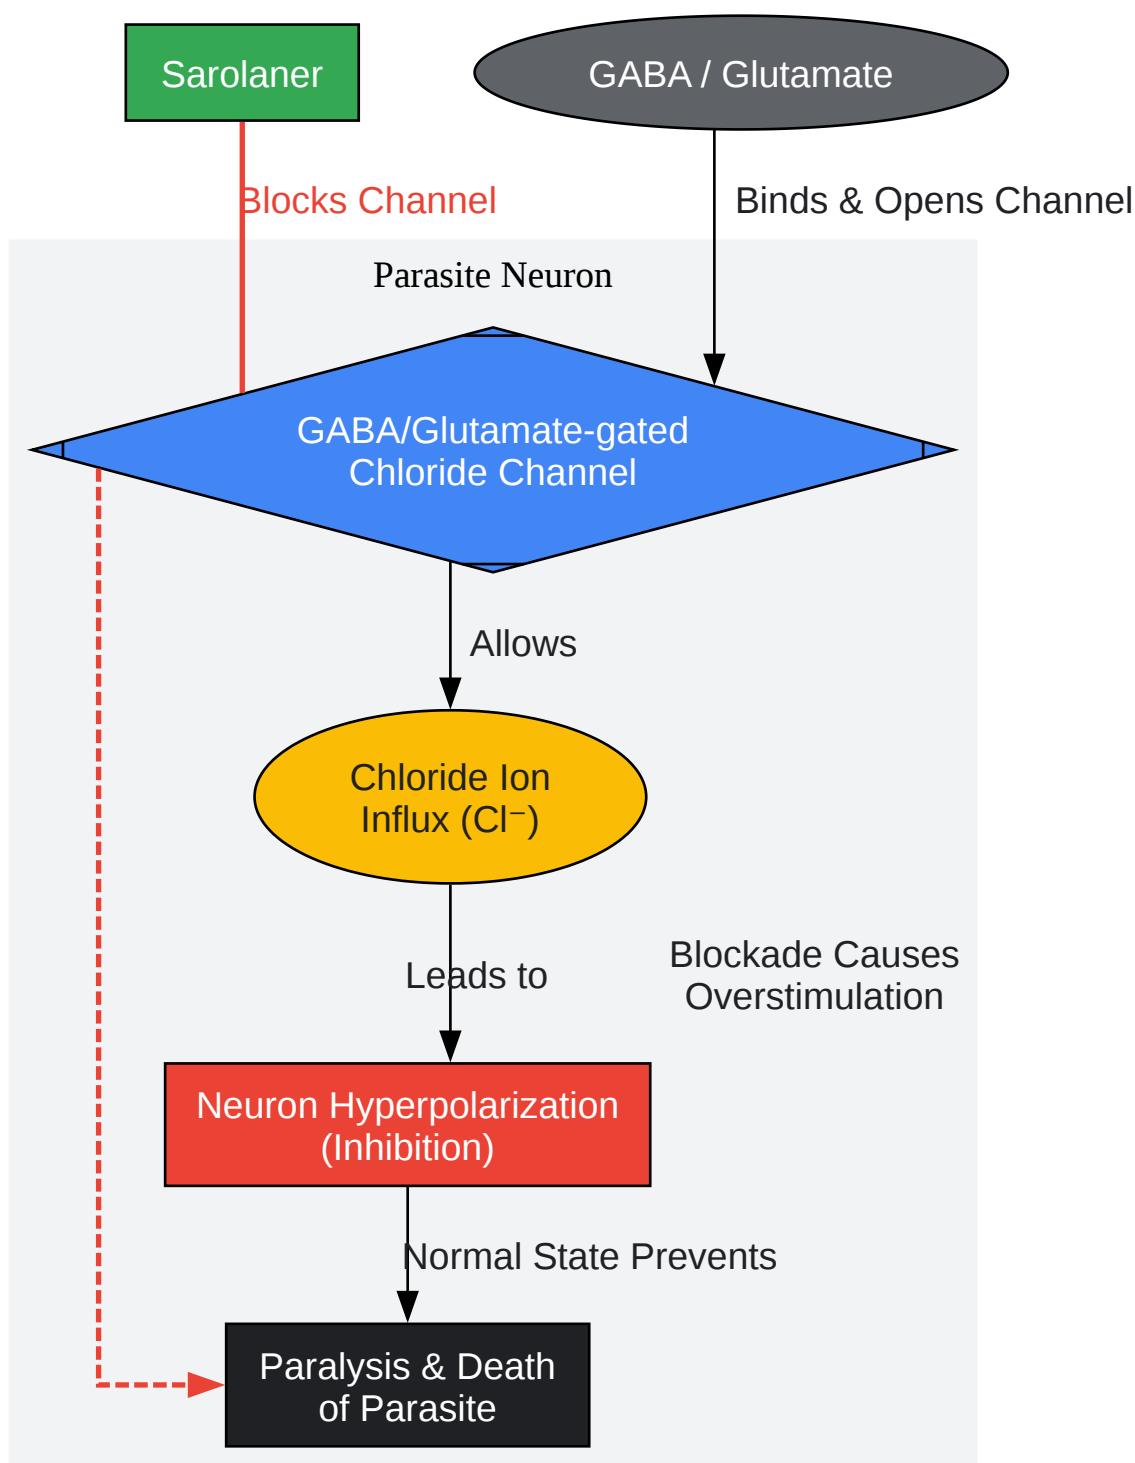 Sarolaner
GABA / Glutamate
Blocks Channel
Binds & Opens Channel
Parasite Neuron
GABA/Glutamate-gated
Chloride Channel
Allows
Chloride Ion
Influx (Cl⁻)
Leads to
Blockade Causes
Overstimulation
Neuron Hyperpolarization
(Inhibition)
Normal State Prevents
Paralysis & Death
of Parasite